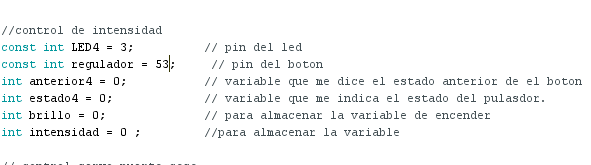 //control de intensidad
const int LED4 = 3; // pin del led
const int regulador = 53; // pin del boton
int anterior4 = 0; // variable que me dice el estado anterior de el boton
int estado4 = 0; // variable que me indica el estado del pulasdor.
int brillo = 0; // para almacenar la variable de encender
int intensidad = 0 ; //para almacenar la variable